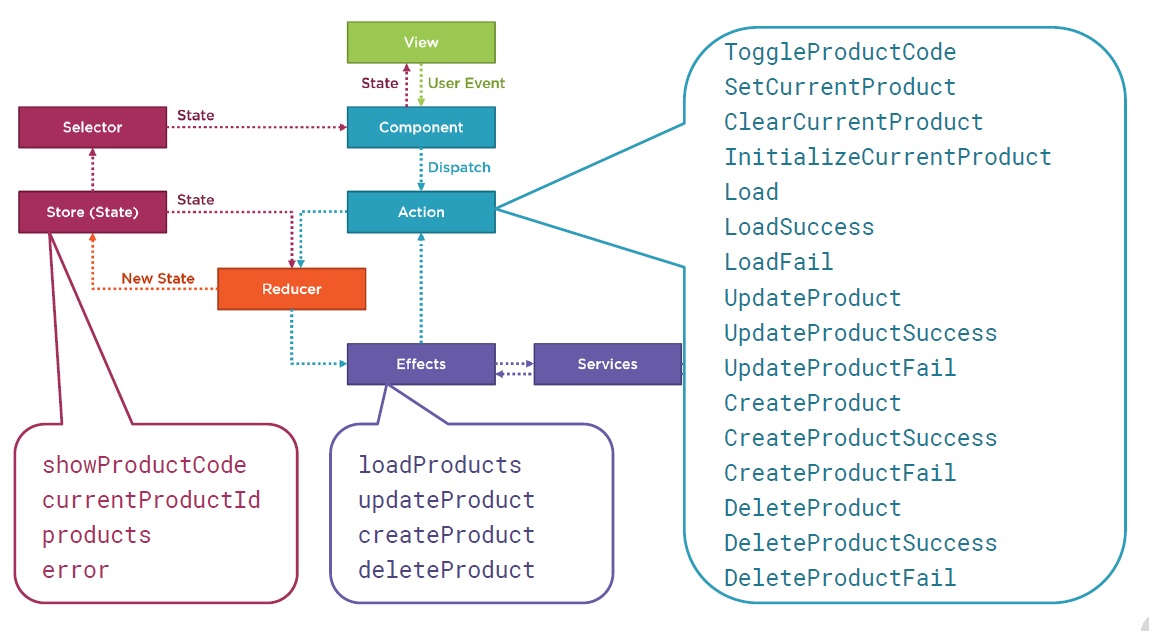 View
State
User Event
Selector
State
Component
Dispatch
Store (State)
State
Action
New State
Reducer
Effects
Services
showProductCode
currentProductId
products
error
loadProducts
updateProduct
createProduct
deleteProduct
ToggleProductCode
SetCurrentProduct
ClearCurrentProduct
InitializeCurrentProduct
Load
LoadSuccess
LoadFail
UpdateProduct
UpdateProductSuccess
UpdateProductFail
CreateProduct
CreateProductSuccess
CreateProductFail
DeleteProduct
DeleteProductSuccess
DeleteProductFail